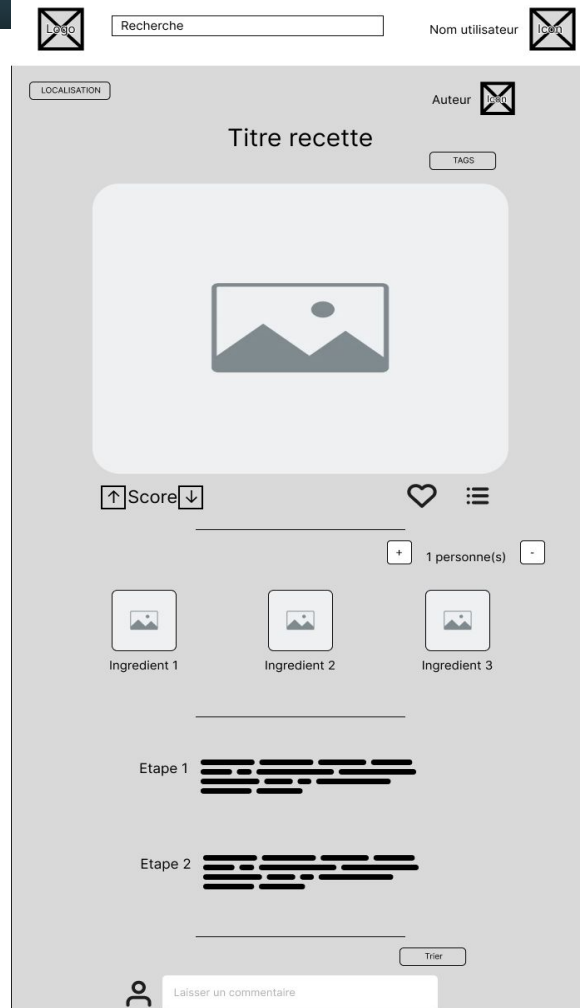 Logo
Recherche
Nom utilisateur
Icon
LOCALISATION
Auteur
Icon
Titre recette
TAGS
Score
1 personne(s)
+
-
Ingredient 1
Ingredient 2
Ingredient 3
Etape 1
Etape 2
Trier
Laisser un commentaire